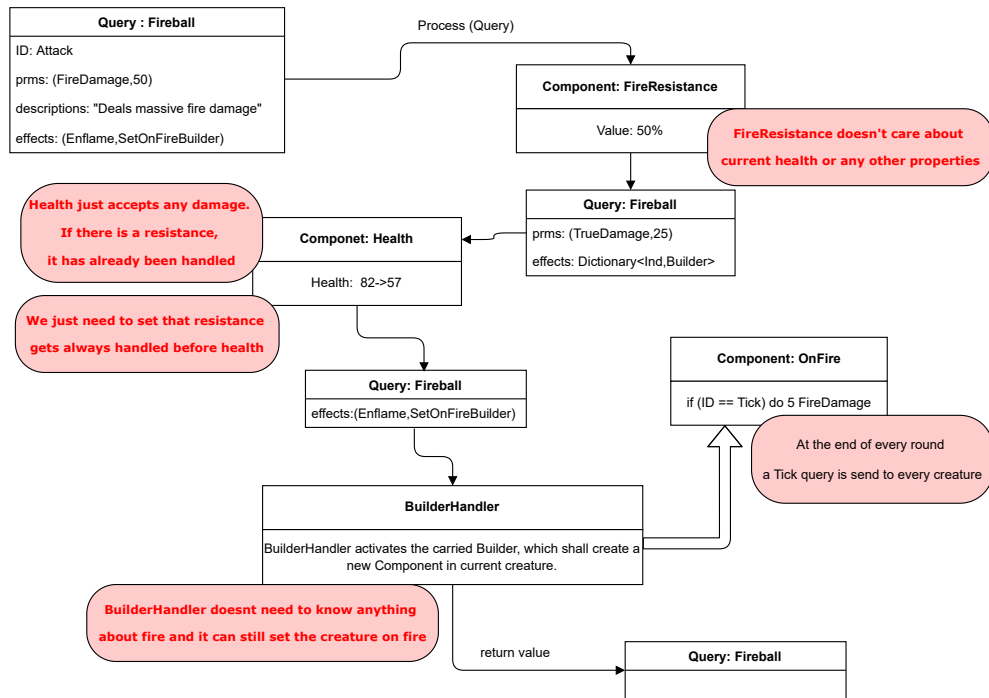 Query : Fireball
ID: Attack
prms: (FireDamage,50)
descriptions: "Deals massive fire damage"
effects: (Enflame,SetOnFireBuilder)
Process (Query)
Component: FireResistance
Value: 50%
FireResistance doesn't care about
current health or any other properties
Query: Fireball
prms: (TrueDamage,25)
effects: Dictionary<Ind,Builder>
Health just accepts any damage.
If there is a resistance,
it has already been handled
Componet: Health
Health:  82->57
We just need to set that resistance
gets always handled before health
Query: Fireball
effects:(Enflame,SetOnFireBuilder)
Component: OnFire
if (ID == Tick) do 5 FireDamage
At the end of every round
a Tick query is send to every creature
BuilderHandler
BuilderHandler activates the carried Builder, which shall create a
new Component in current creature.
BuilderHandler doesnt need to know anything
about fire and it can still set the creature on fire
return value
Query: Fireball